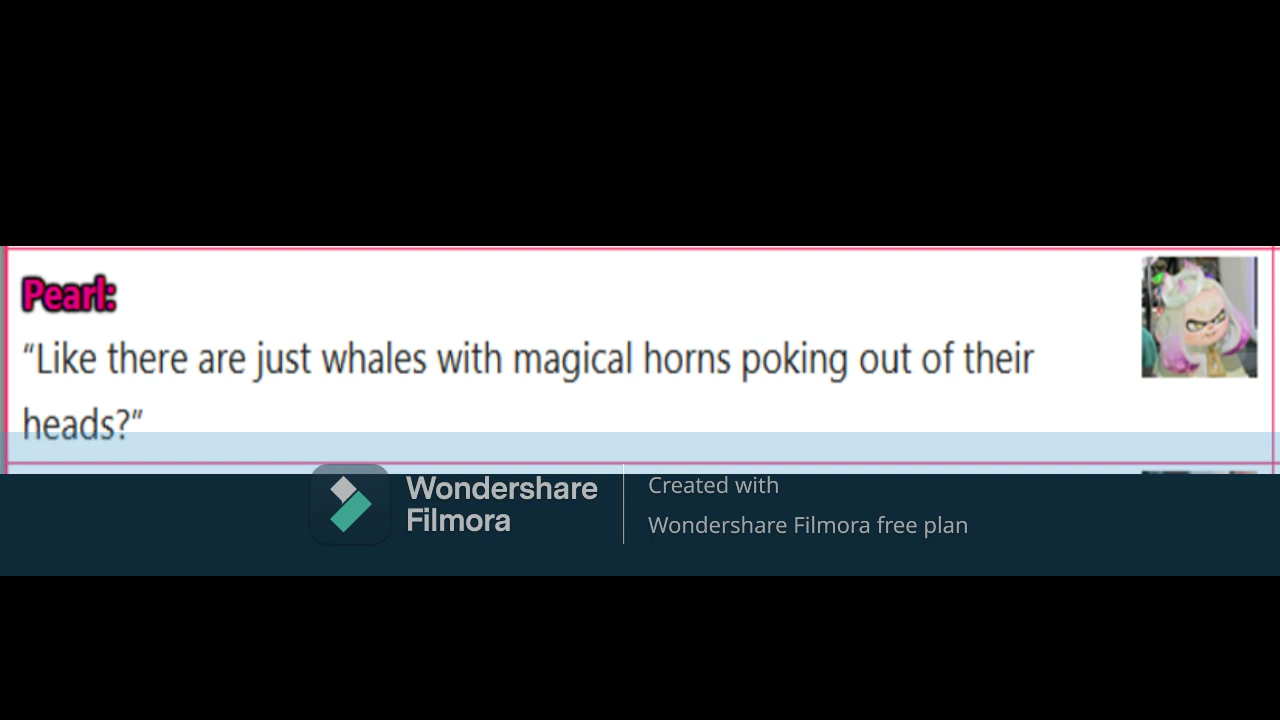 Pearl:
“Like there are just whales with magical horns poking out of their
heads?”
Wondershare
Filmora
Created with
Wondershare Filmora free plan